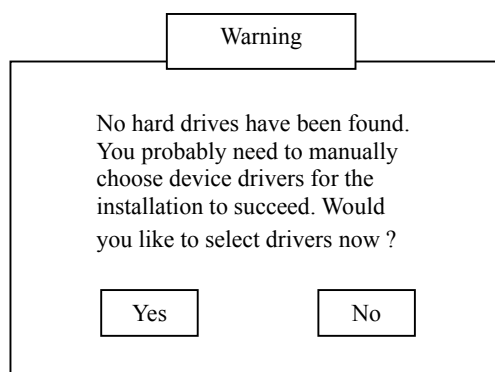 Warning
No hard drives have been found.
You probably need to manually
choose device drivers for the
installation to succeed. Would
you like to select drivers now ?
Yes
No